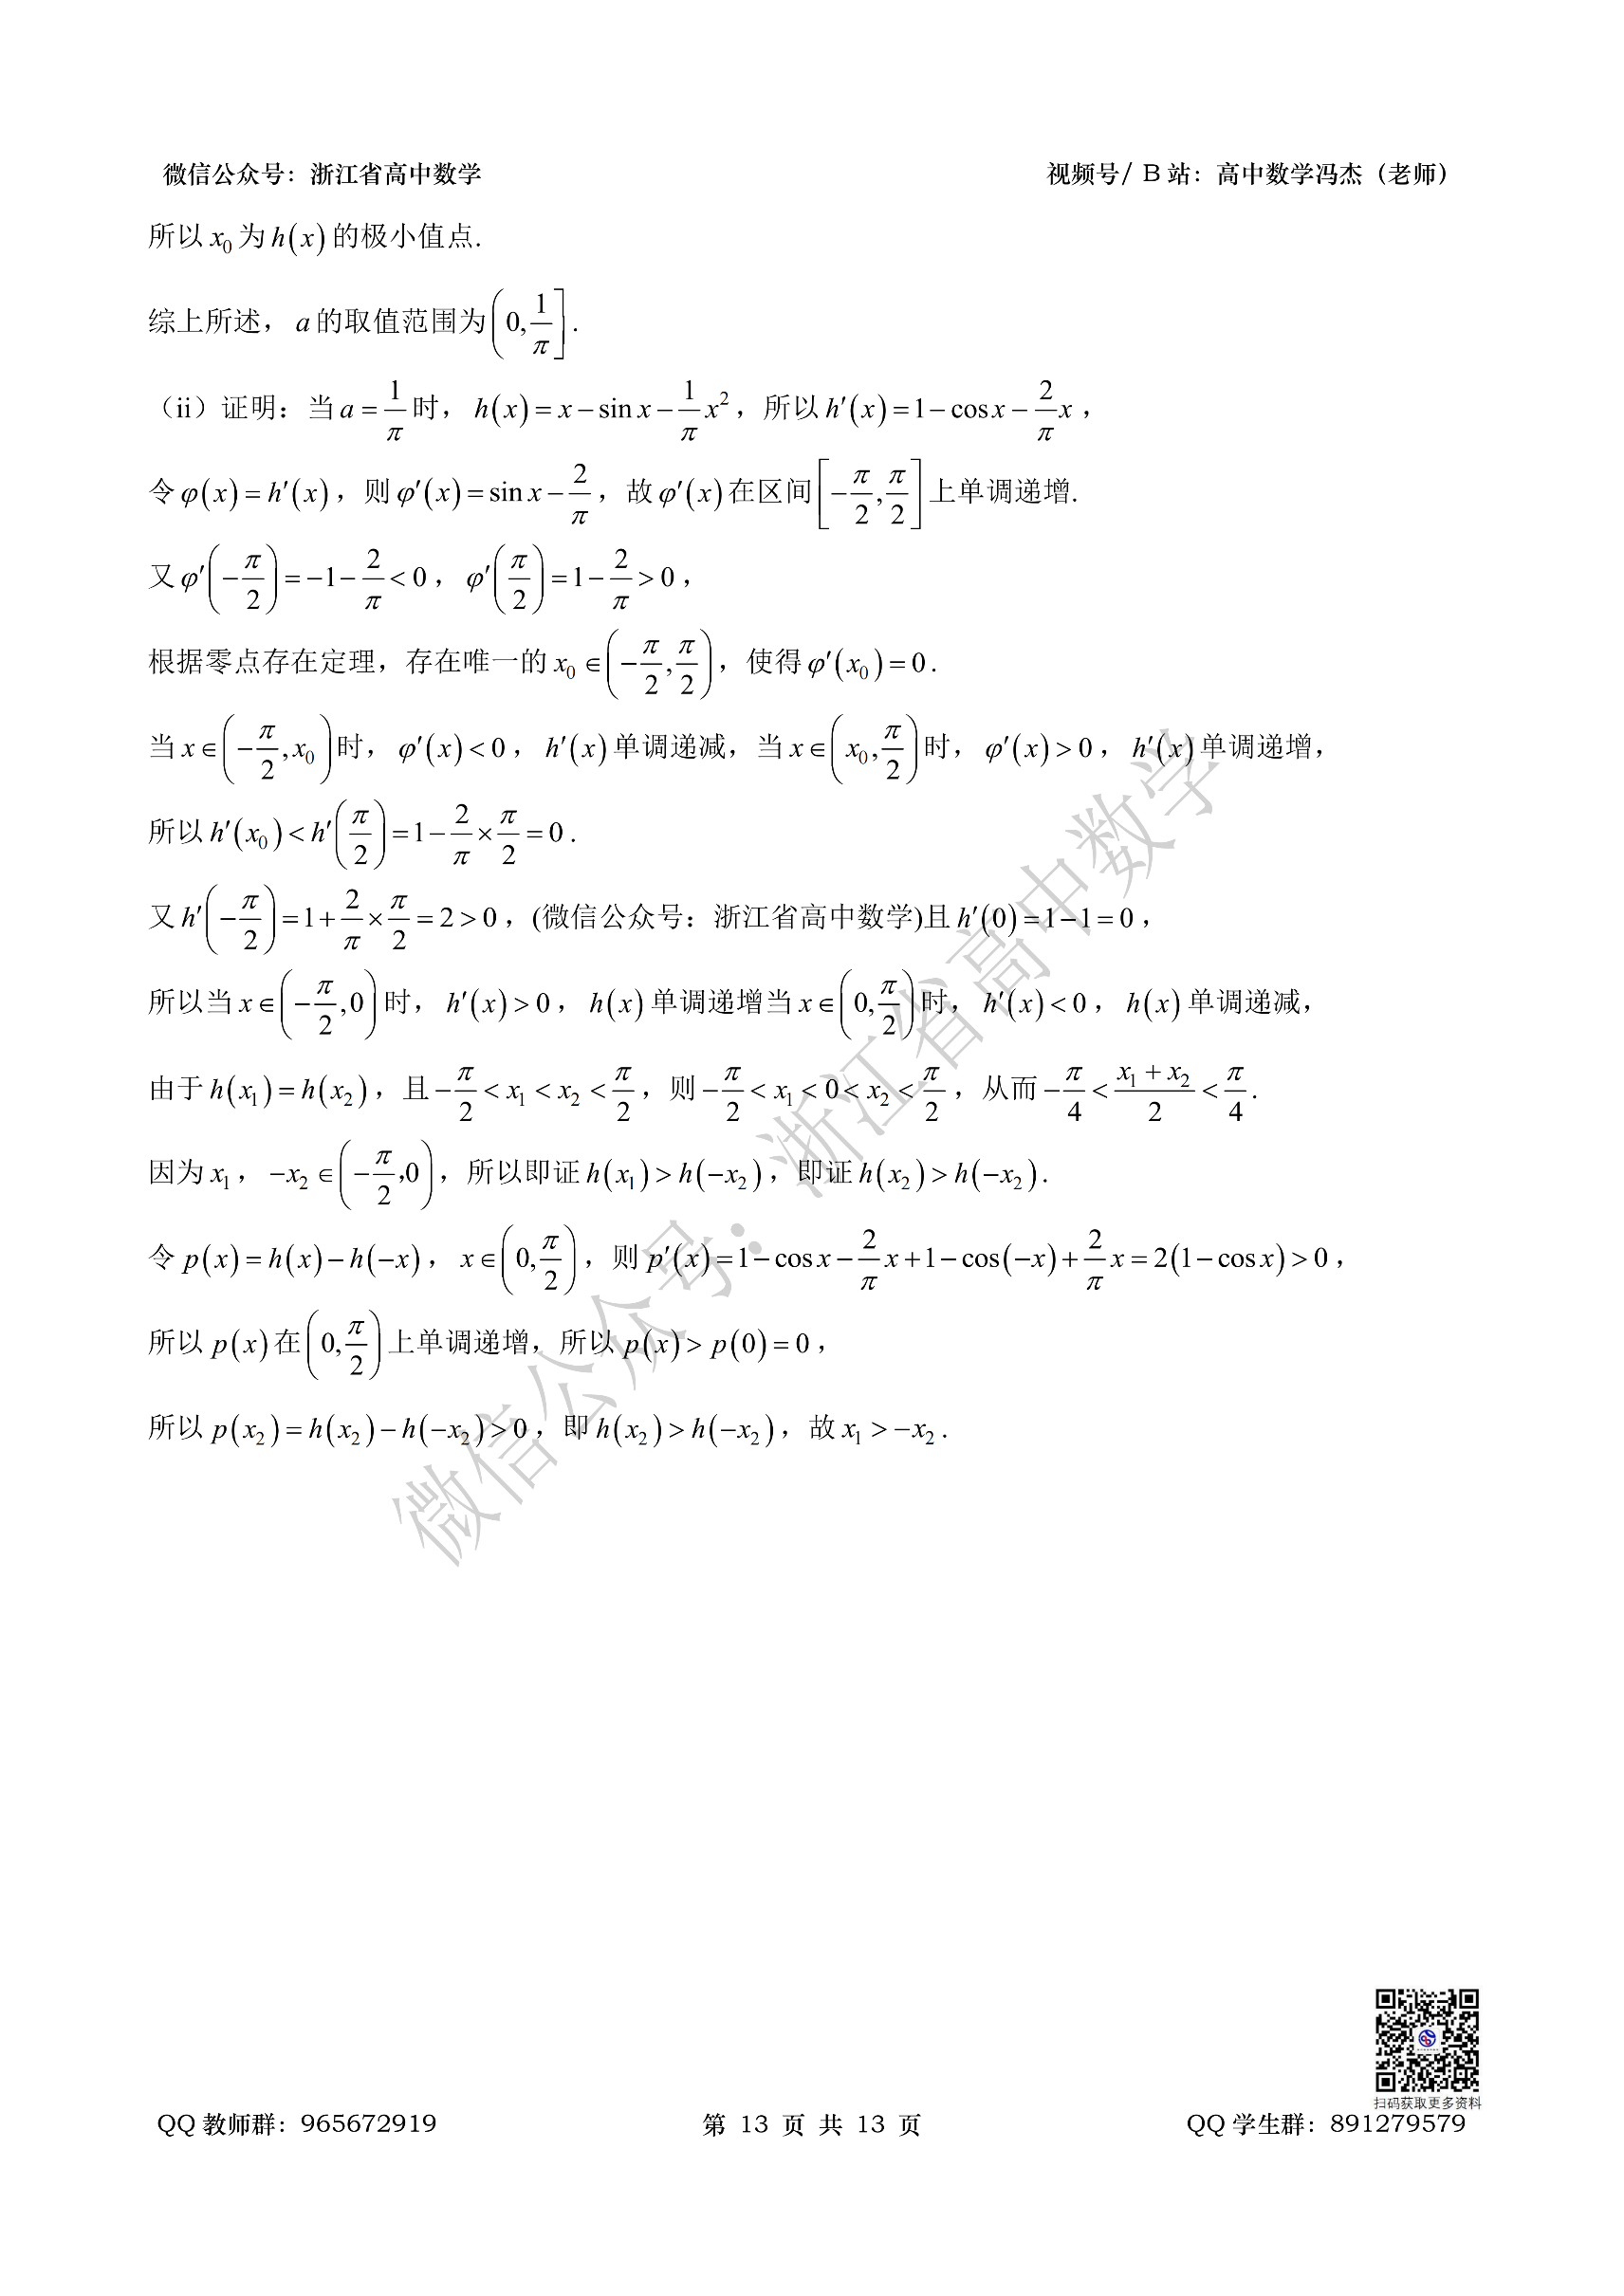 微信公众号：浙江省高中数学 视频号/ B 站：高中数学冯杰（老师）
所以 x₀ 为 h(x) 的极小值点.
综上所述， a 的取值范围为 (0, 1/π] .
（ii）证明：当 a = 1/π 时， h(x) = x − sin x − 1/π x² ，所以 h′(x) = 1 − cos x − 2/π x ，
令 φ(x) = h′(x) ，则 φ′(x) = sin x − 2/π ，故 φ′(x) 在区间 [−π/2, π/2] 上单调递增.
又 φ′(−π/2) = −1 − 2/π < 0 ， φ′(π/2) = 1 − 2/π > 0 ，
根据零点存在定理，存在唯一的 x₀ ∈ (−π/2, π/2) ，使得 φ′(x₀) = 0 .
当 x ∈ (−π/2, x₀) 时， φ′(x) < 0 ， h′(x) 单调递减，当 x ∈ (x₀, π/2) 时， φ′(x) > 0 ， h′(x) 单调递增，
所以 h′(x₀) < h′(π/2) = 1 − 2/π × π/2 = 0 .
又 h′(−π/2) = 1 + 2/π × π/2 = 2 > 0 ，(微信公众号：浙江省高中数学)且 h′(0) = 1 − 1 = 0 ，
所以当 x ∈ (−π/2, 0) 时， h′(x) > 0 ， h(x) 单调递增当 x ∈ (0, π/2) 时， h′(x) < 0 ， h(x) 单调递减，
由于 h(x₁) = h(x₂) ，且 −π/2 < x₁ < x₂ < π/2 ，则 −π/2 < x₁ < 0 < x₂ < π/2 ，从而 −π/4 < (x₁ + x₂)/2 < π/4 .
因为 x₁ ， −x₂ ∈ (−π/2, 0) ，所以即证 h(x₁) > h(−x₂) ，即证 h(x₂) > h(−x₂) .
令 p(x) = h(x) − h(−x) ， x ∈ (0, π/2) ，则 p′(x) = 1 − cos x − 2/π x + 1 − cos(−x) + 2/π x = 2(1 − cos x) > 0 ，
所以 p(x) 在 (0, π/2) 上单调递增，所以 p(x) > p(0) = 0 ，
所以 p(x₂) = h(x₂) − h(−x₂) > 0 ，即 h(x₂) > h(−x₂) ，故 x₁ > −x₂ .
微信公众号：浙江省高中数学
扫码获取更多资料
QQ 教师群：965672919 第 13 页 共 13 页 QQ 学生群：891279579